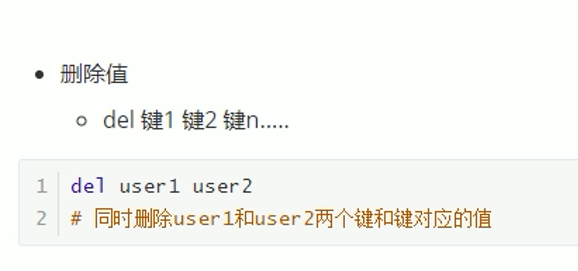 删除值
del 键1 键2 键n.....
1 del user1 user2
2 # 同时删除user1和user2两个键和键对应的值